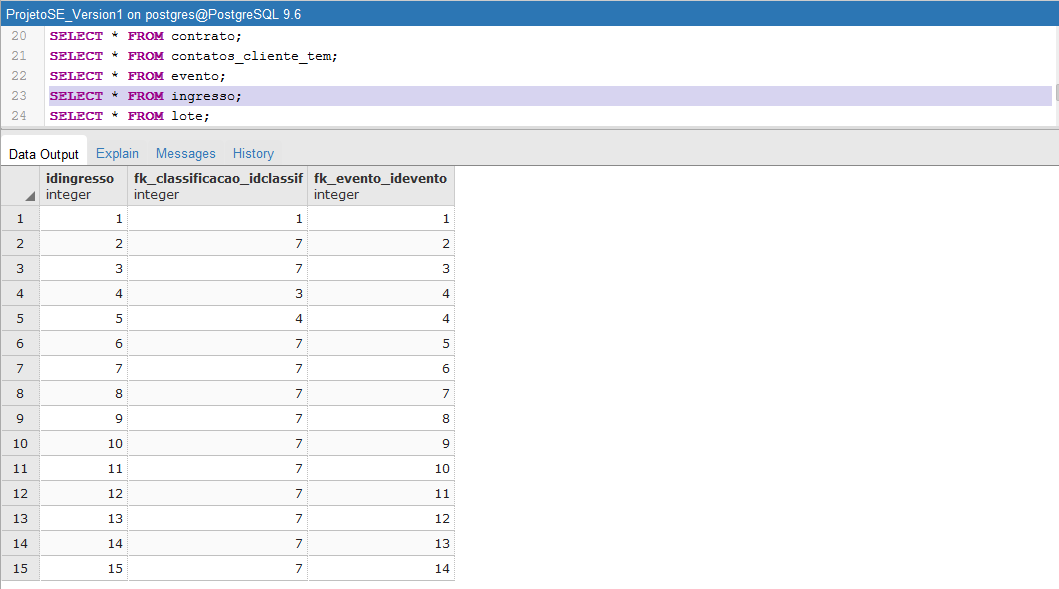 ProjetoSE_Version1 on postgres@PostgreSQL 9.6
20 SELECT * FROM contrato;
21 SELECT * FROM contatos_cliente_tem;
22 SELECT * FROM evento;
23 SELECT * FROM ingresso;
24 SELECT * FROM lote;
Data Output Explain Messages History
idingresso fk_classificacao_idclassif fk_evento_idevento
integer integer integer
1 1 1 1
2 2 7 2
3 3 7 3
4 4 3 4
5 5 4 4
6 6 7 5
7 7 7 6
8 8 7 7
9 9 7 8
10 10 7 9
11 11 7 10
12 12 7 11
13 13 7 12
14 14 7 13
15 15 7 14